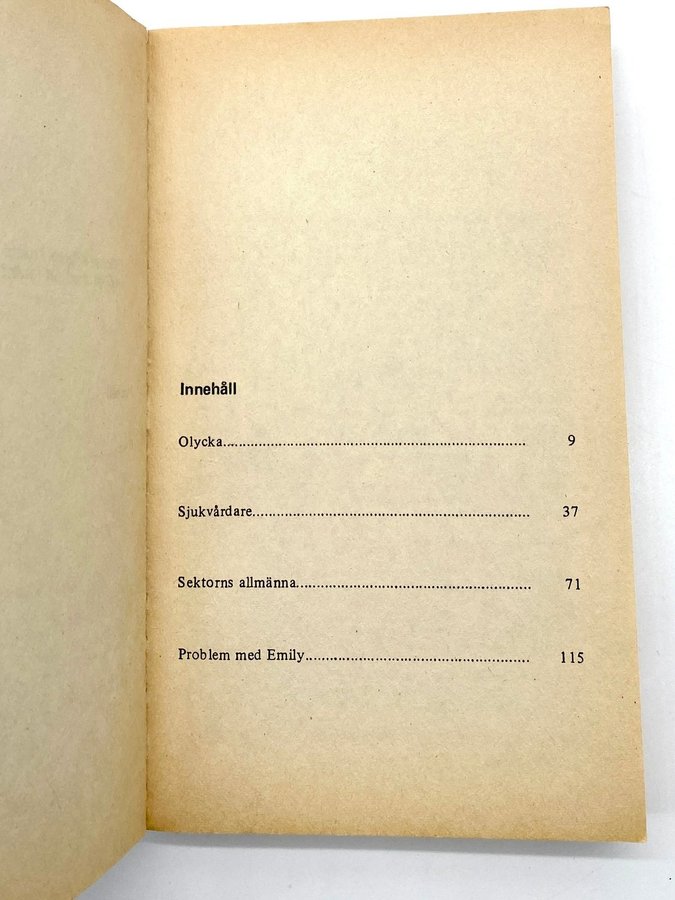 Innehåll
Olycka.................................................................. 9
Sjukvårdare........................................................... 37
Sektorns allmänna.................................................. 71
Problem med Emily................................................ 115